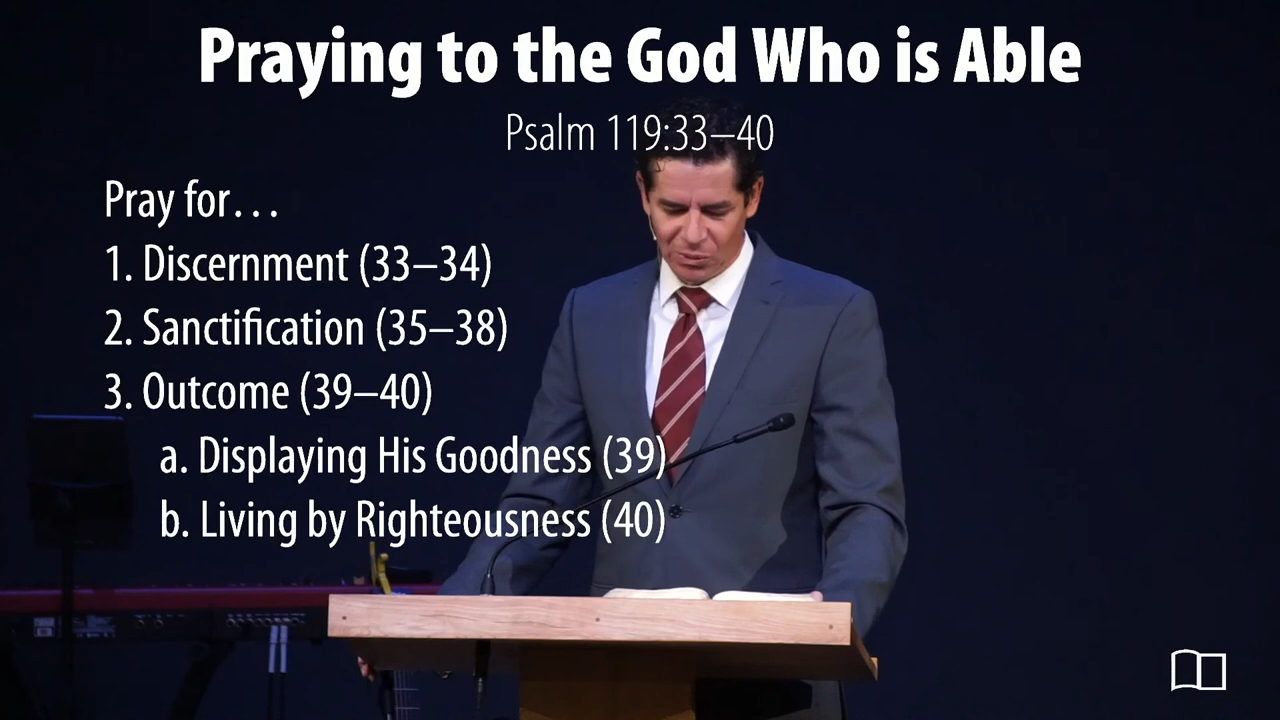 Praying to the God Who is Able
Psalm 119:33–40
Pray for…
1. Discernment (33–34)
2. Sanctification (35–38)
3. Outcome (39–40)
a. Displaying His Goodness (39)
b. Living by Righteousness (40)